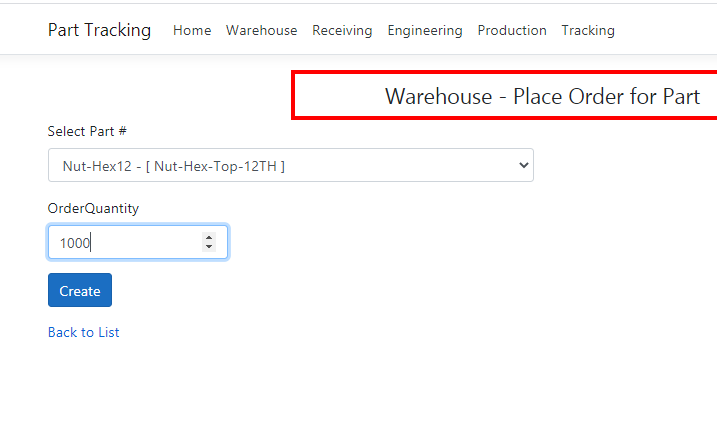 Part Tracking Home Warehouse Receiving Engineering Production Tracking
Warehouse - Place Order for Part
Select Part #
Nut-Hex12 - [ Nut-Hex-Top-12TH ]
OrderQuantity
1000
Create
Back to List